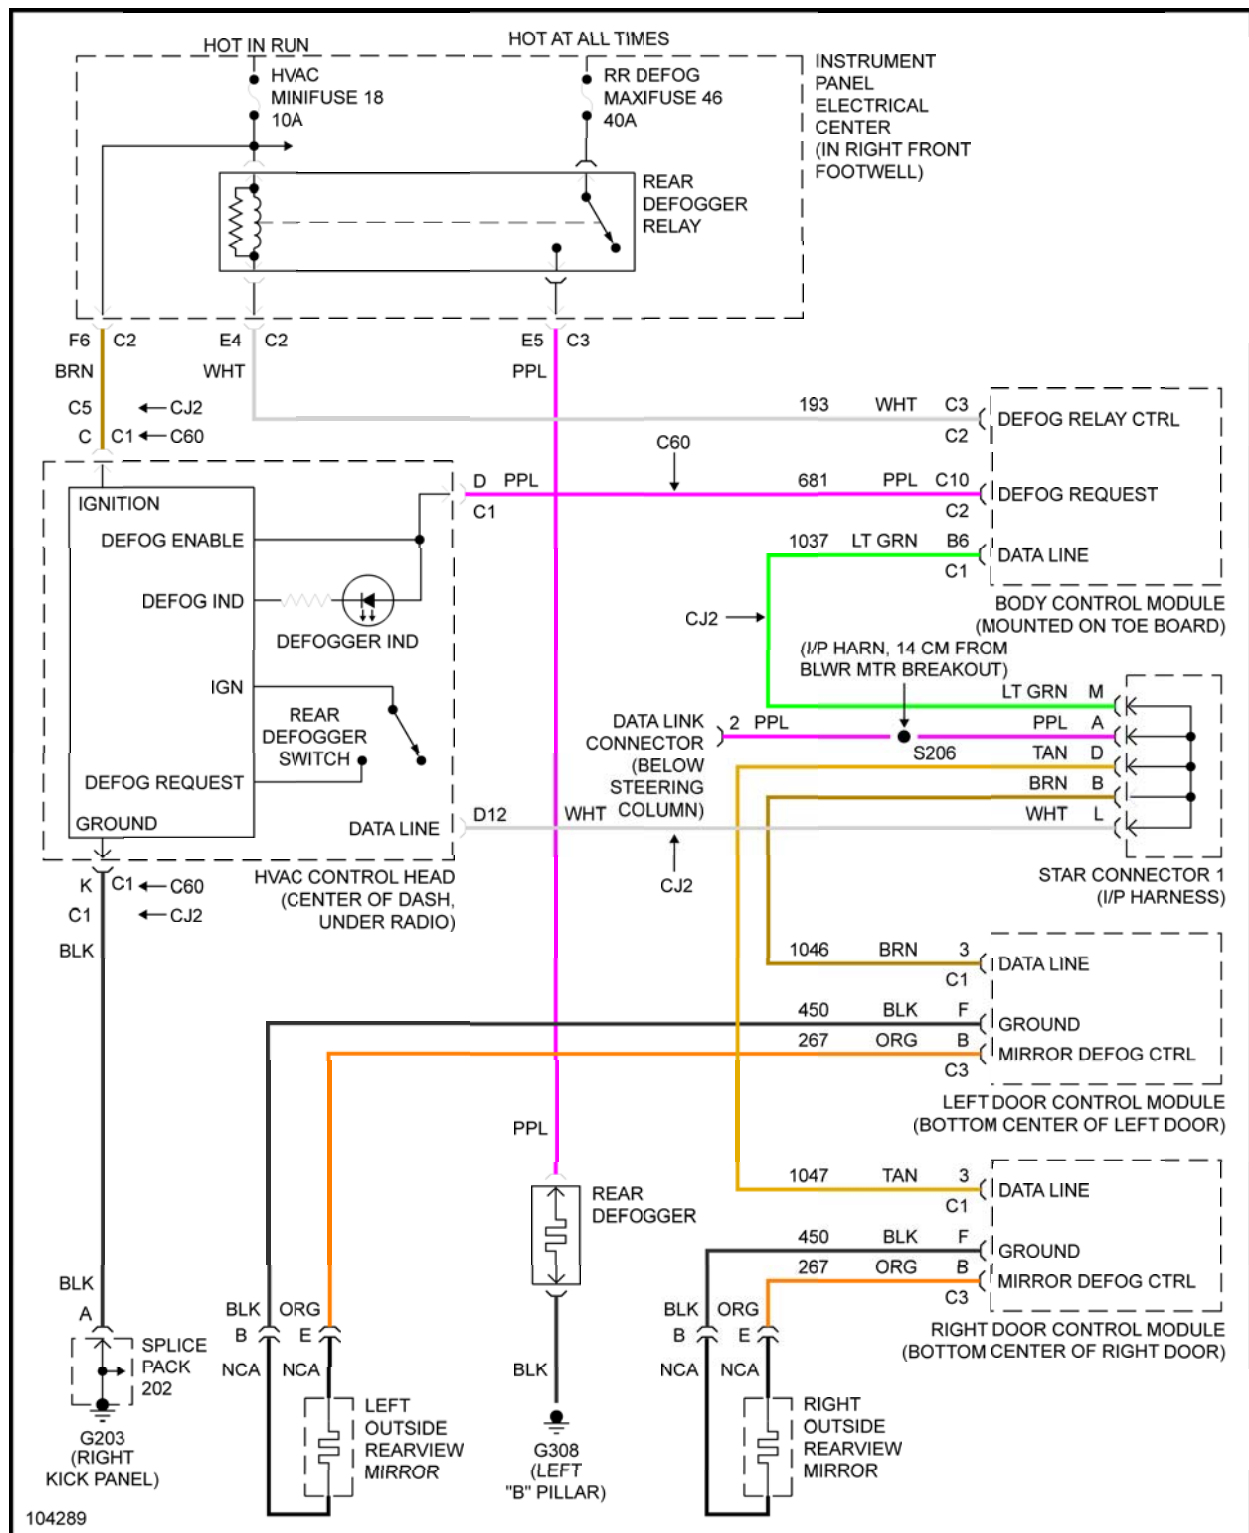 HOT IN RUN
HOT AT ALL TIMES
HVAC
MINIFUSE 18
10A
RR DEFOG
MAXIFUSE 46
40A
INSTRUMENT
PANEL
ELECTRICAL
CENTER
(IN RIGHT FRONT
FOOTWELL)
REAR
DEFOGGER
RELAY
F6 C2
E4 C2
E5 C3
BRN
WHT
PPL
C5 CJ2
C C1 C60
193 WHT C3
C2
DEFOG RELAY CTRL
C60
D PPL
C1
681 PPL C10
C2
DEFOG REQUEST
1037 LT GRN B6
C1
DATA LINE
BODY CONTROL MODULE
(MOUNTED ON TOE BOARD)
IGNITION
DEFOG ENABLE
DEFOG IND
DEFOGGER IND
IGN
REAR
DEFOGGER
SWITCH
DEFOG REQUEST
GROUND
DATA LINE
CJ2
(I/P HARN, 14 CM FROM
BLWR MTR BREAKOUT)
LT GRN M
DATA LINK
CONNECTOR
(BELOW
STEERING
COLUMN)
2 PPL
S206
PPL A
TAN D
BRN B
WHT L
D12 WHT
CJ2
STAR CONNECTOR 1
(I/P HARNESS)
HVAC CONTROL HEAD
(CENTER OF DASH,
UNDER RADIO)
K C1 C60
C1 CJ2
BLK
1046 BRN 3
C1
DATA LINE
450 BLK F
GROUND
267 ORG B
C3
MIRROR DEFOG CTRL
LEFT DOOR CONTROL MODULE
(BOTTOM CENTER OF LEFT DOOR)
PPL
REAR
DEFOGGER
1047 TAN 3
C1
DATA LINE
450 BLK F
GROUND
267 ORG B
C3
MIRROR DEFOG CTRL
RIGHT DOOR CONTROL MODULE
(BOTTOM CENTER OF RIGHT DOOR)
BLK
A
SPLICE
PACK
202
G203
(RIGHT
KICK PANEL)
BLK ORG
B E
NCA NCA
LEFT
OUTSIDE
REARVIEW
MIRROR
BLK
G308
(LEFT
"B" PILLAR)
BLK ORG
B E
NCA NCA
RIGHT
OUTSIDE
REARVIEW
MIRROR
104289